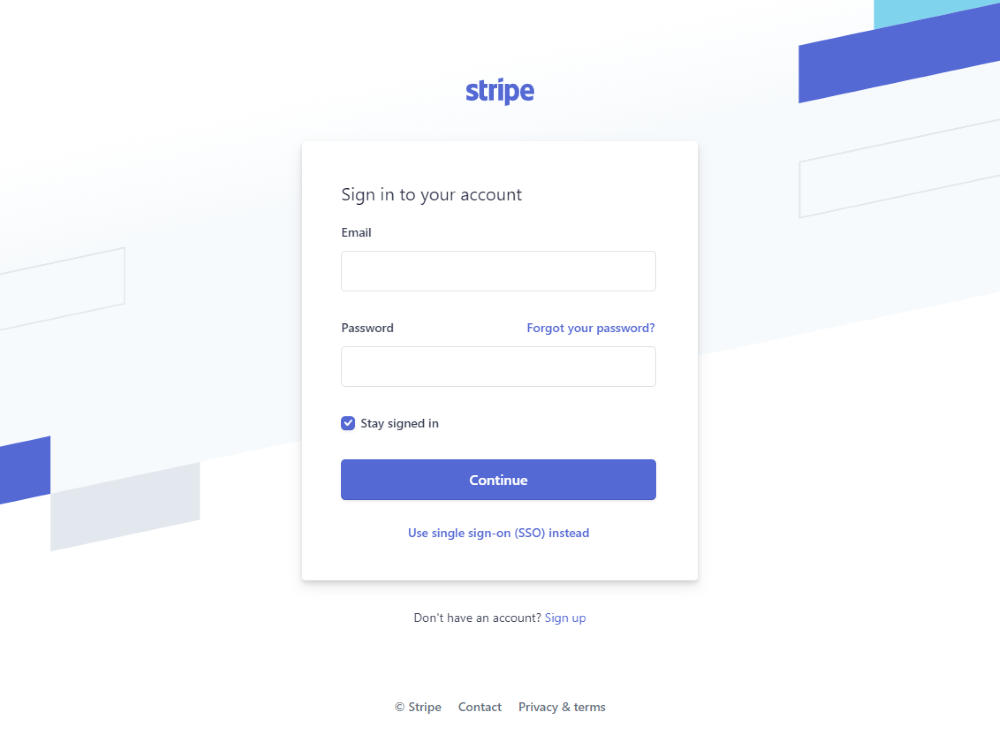 stripe
Sign in to your account
Email
Password
Forgot your password?
Stay signed in
Continue
Use single sign-on (SSO) instead
Don't have an account? Sign up
© Stripe
Contact
Privacy & terms